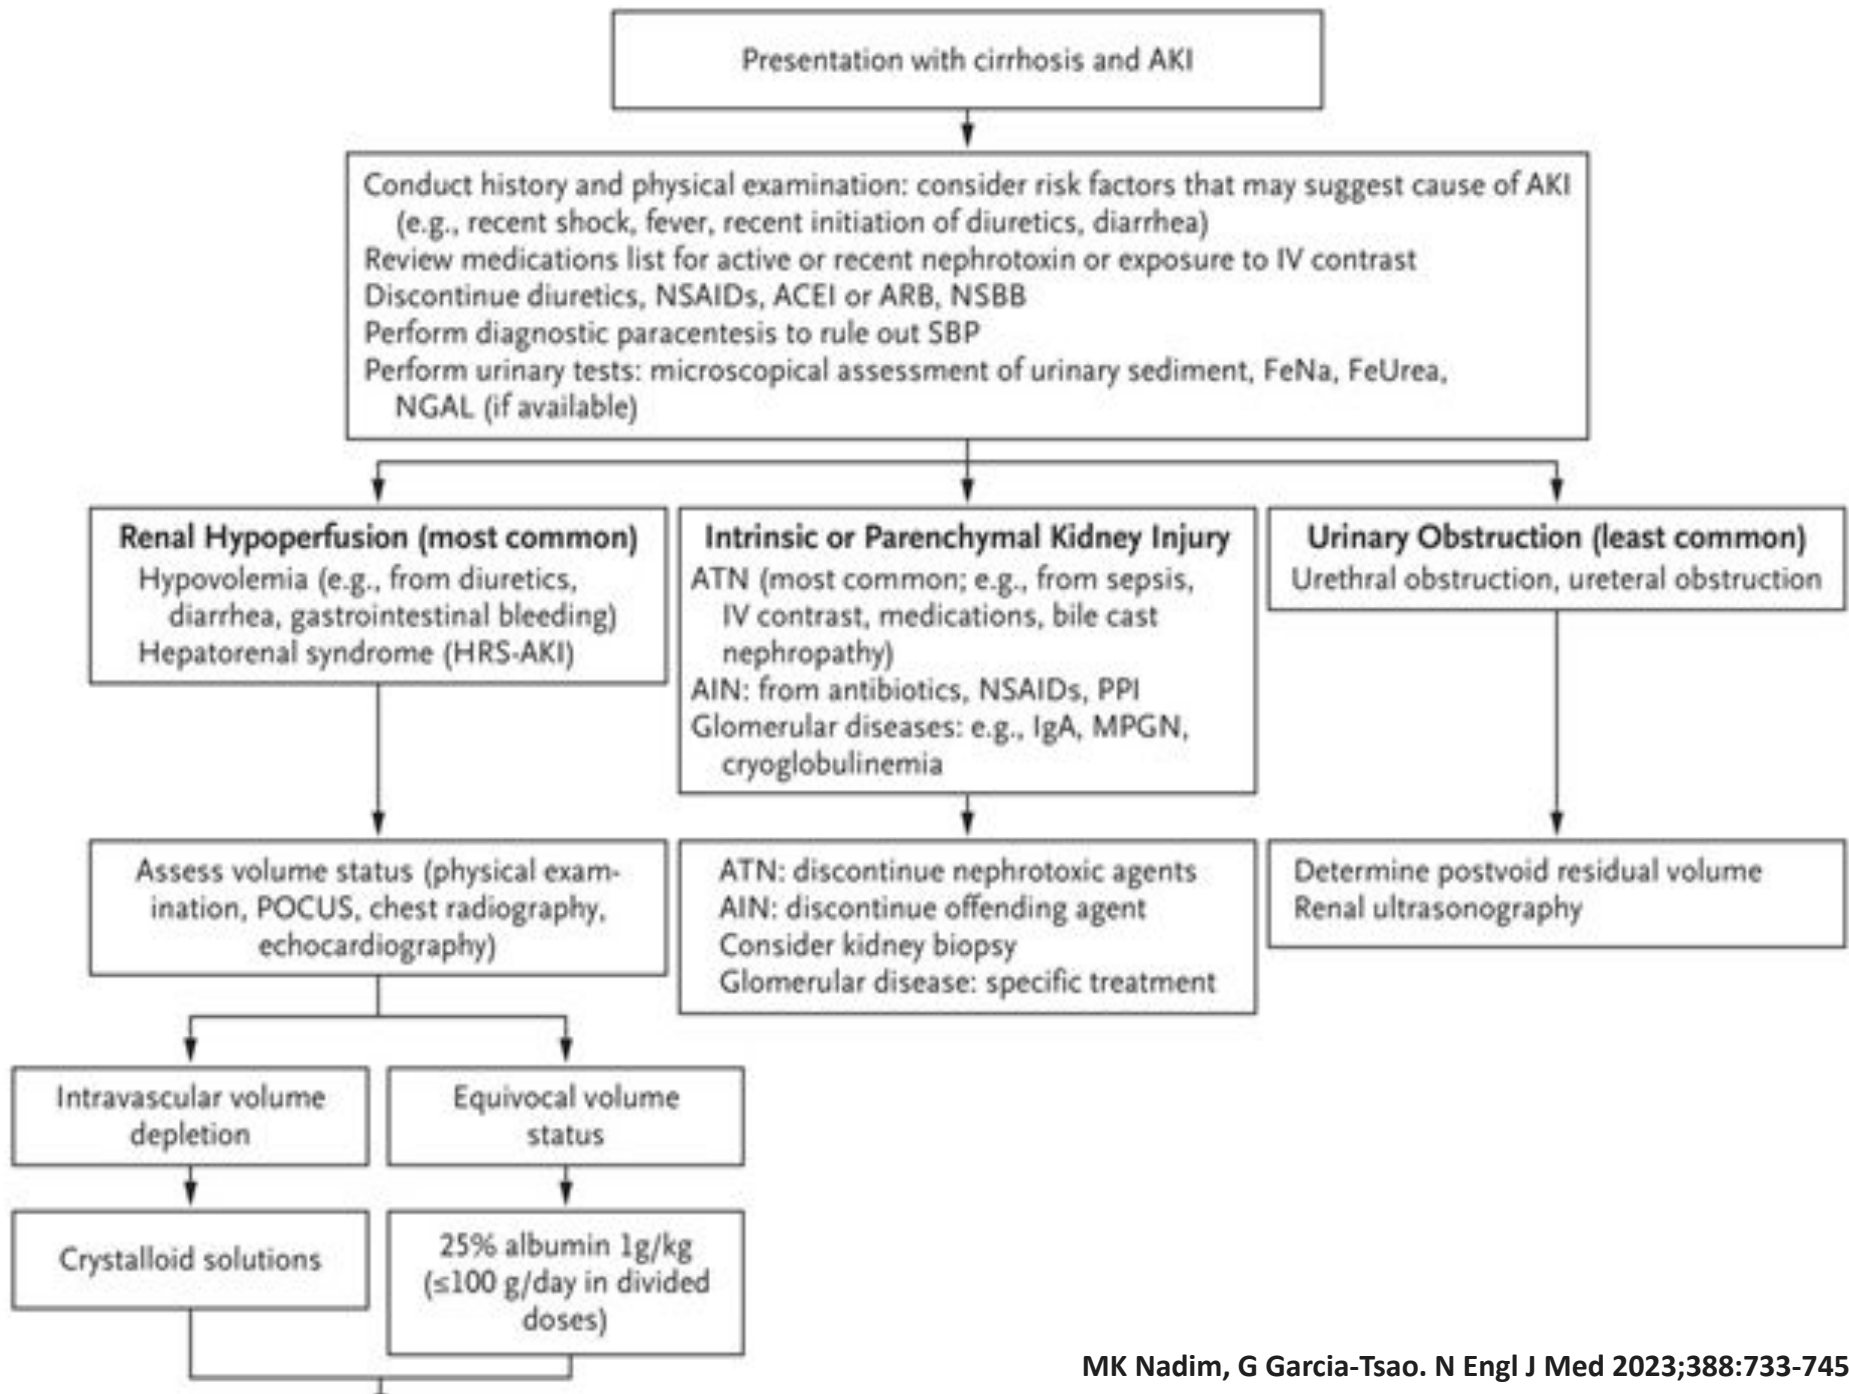 Presentation with cirrhosis and AKI
Conduct history and physical examination: consider risk factors that may suggest cause of AKI
(e.g., recent shock, fever, recent initiation of diuretics, diarrhea)
Review medications list for active or recent nephrotoxin or exposure to IV contrast
Discontinue diuretics, NSAIDs, ACEI or ARB, NSBB
Perform diagnostic paracentesis to rule out SBP
Perform urinary tests: microscopical assessment of urinary sediment, FeNa, FeUrea,
NGAL (if available)
Renal Hypoperfusion (most common)
Hypovolemia (e.g., from diuretics,
diarrhea, gastrointestinal bleeding)
Hepatorenal syndrome (HRS-AKI)
Intrinsic or Parenchymal Kidney Injury
ATN (most common; e.g., from sepsis,
IV contrast, medications, bile cast
nephropathy)
AIN: from antibiotics, NSAIDs, PPI
Glomerular diseases: e.g., IgA, MPGN,
cryoglobulinemia
Urinary Obstruction (least common)
Urethral obstruction, ureteral obstruction
Assess volume status (physical exam-
ination, POCUS, chest radiography,
echocardiography)
ATN: discontinue nephrotoxic agents
AIN: discontinue offending agent
Consider kidney biopsy
Glomerular disease: specific treatment
Determine postvoid residual volume
Renal ultrasonography
Intravascular volume
depletion
Equivocal volume
status
Crystalloid solutions
25% albumin 1g/kg
(≤100 g/day in divided
doses)
MK Nadim, G Garcia-Tsao. N Engl J Med 2023;388:733-745